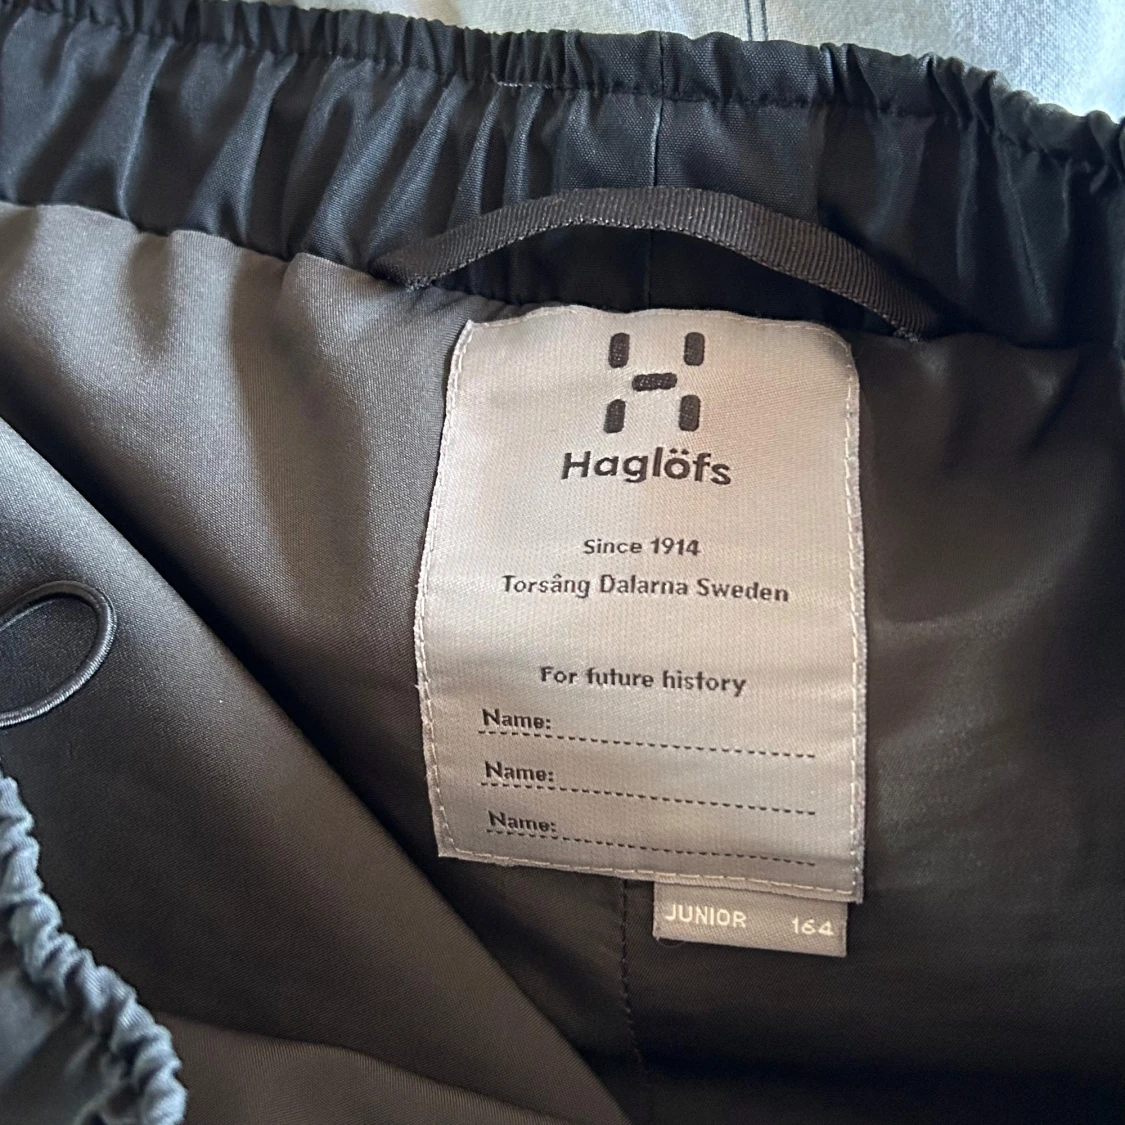 Haglöfs
Since 1914
Torsång Dalarna Sweden
For future history
Name:
Name:
Name:
JUNIOR 164